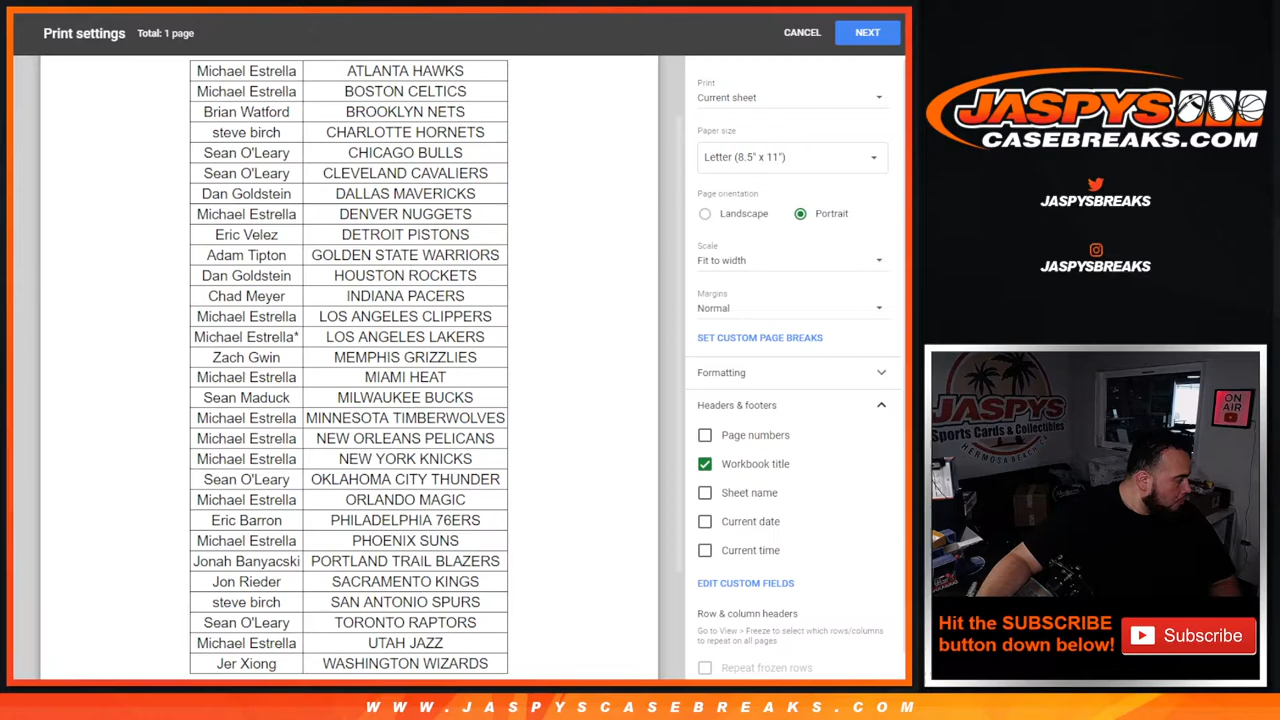 Print settings Total: 1 page CANCEL NEXT
Michael Estrella ATLANTA HAWKS
Michael Estrella BOSTON CELTICS
Brian Watford BROOKLYN NETS
steve birch CHARLOTTE HORNETS
Sean O'Leary CHICAGO BULLS
Sean O'Leary CLEVELAND CAVALIERS
Dan Goldstein DALLAS MAVERICKS
Michael Estrella DENVER NUGGETS
Eric Velez DETROIT PISTONS
Adam Tipton GOLDEN STATE WARRIORS
Dan Goldstein HOUSTON ROCKETS
Chad Meyer INDIANA PACERS
Michael Estrella LOS ANGELES CLIPPERS
Michael Estrella* LOS ANGELES LAKERS
Zach Gwin MEMPHIS GRIZZLIES
Michael Estrella MIAMI HEAT
Sean Maduck MILWAUKEE BUCKS
Michael Estrella MINNESOTA TIMBERWOLVES
Michael Estrella NEW ORLEANS PELICANS
Michael Estrella NEW YORK KNICKS
Sean O'Leary OKLAHOMA CITY THUNDER
Michael Estrella ORLANDO MAGIC
Eric Barron PHILADELPHIA 76ERS
Michael Estrella PHOENIX SUNS
Jonah Banyacski PORTLAND TRAIL BLAZERS
Jon Rieder SACRAMENTO KINGS
steve birch SAN ANTONIO SPURS
Sean O'Leary TORONTO RAPTORS
Michael Estrella UTAH JAZZ
Jer Xiong WASHINGTON WIZARDS
Print
Current sheet
Paper size
Letter (8.5" x 11")
Page orientation
Landscape Portrait
Scale
Fit to width
Margins
Normal
SET CUSTOM PAGE BREAKS
Formatting
Headers & footers
Page numbers
Workbook title
Sheet name
Current date
Current time
EDIT CUSTOM FIELDS
Row & column headers
Go to View > Freeze to select which rows/columns
to repeat on all pages
Repeat frozen rows
JASPYS
CASEBREAKS.COM
JASPYSBREAKS
JASPYSBREAKS
JASPYS
Sports Cards & Collectibles
HERMOSA BEACH CA
ON
AIR
Hit the SUBSCRIBE
button down below!
Subscribe
WWW.JASPYSCASEBREAKS.COM